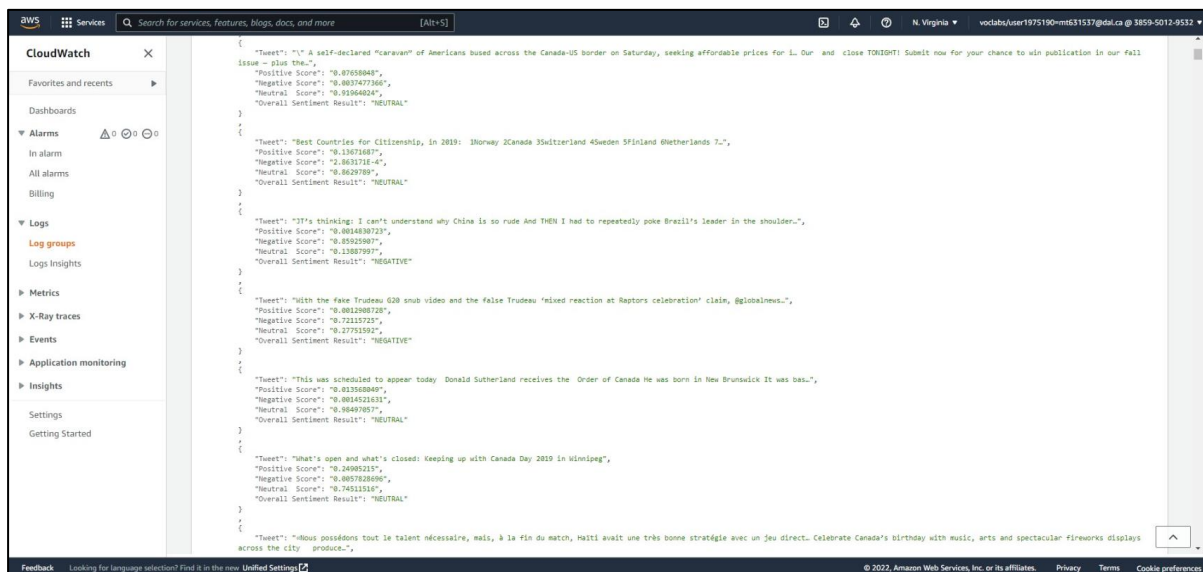 aws Services Search for services, features, blogs, docs, and more [Alt+S] N. Virginia ▼ voclabs/user1975190=mt631537@dal.ca @ 3859-5012-9532 ▼
CloudWatch
Favorites and recents
Dashboards
Alarms 0 0 0
In alarm
All alarms
Billing
Logs
Log groups
Logs Insights
Metrics
X-Ray traces
Events
Application monitoring
Insights
Settings
Getting Started
{
"Tweet": "\" A self-declared "caravan" of Americans bused across the Canada-US border on Saturday, seeking affordable prices for i… Our and close TONIGHT! Submit now for your chance to win publication in our fall
issue — plus the…",
"Positive Score": "0.07658048",
"Negative Score": "0.0037477366",
"Neutral Score": "0.91964024",
"Overall Sentiment Result": "NEUTRAL"
}
,
{
"Tweet": "Best Countries for Citizenship, in 2019: 1Norway 2Canada 3Switzerland 4Sweden 5Finland 6Netherlands 7…",
"Positive Score": "0.13671687",
"Negative Score": "2.863171E-4",
"Neutral Score": "0.8629789",
"Overall Sentiment Result": "NEUTRAL"
}
,
{
"Tweet": "JT's thinking: I can't understand why China is so rude And THEN I had to repeatedly poke Brazil's leader in the shoulder…",
"Positive Score": "0.0014830723",
"Negative Score": "0.85925907",
"Neutral Score": "0.13887997",
"Overall Sentiment Result": "NEGATIVE"
}
,
{
"Tweet": "With the fake Trudeau G20 snub video and the false Trudeau 'mixed reaction at Raptors celebration' claim, @globalnews…",
"Positive Score": "0.0012908728",
"Negative Score": "0.72115725",
"Neutral Score": "0.27751592",
"Overall Sentiment Result": "NEGATIVE"
}
,
{
"Tweet": "This was scheduled to appear today Donald Sutherland receives the Order of Canada He was born in New Brunswick It was bas…",
"Positive Score": "0.013568049",
"Negative Score": "0.0014521631",
"Neutral Score": "0.98497057",
"Overall Sentiment Result": "NEUTRAL"
}
,
{
"Tweet": "What's open and what's closed: Keeping up with Canada Day 2019 in Winnipeg",
"Positive Score": "0.24905215",
"Negative Score": "0.0057828696",
"Neutral Score": "0.74511516",
"Overall Sentiment Result": "NEUTRAL"
}
,
{
"Tweet": "«Nous possédons tout le talent nécessaire, mais, à la fin du match, Haïti avait une très bonne stratégie avec un jeu direct… Celebrate Canada's birthday with music, arts and spectacular fireworks displays
across the city produce…",
Feedback Looking for language selection? Find it in the new Unified Settings © 2022, Amazon Web Services, Inc. or its affiliates. Privacy Terms Cookie preferences